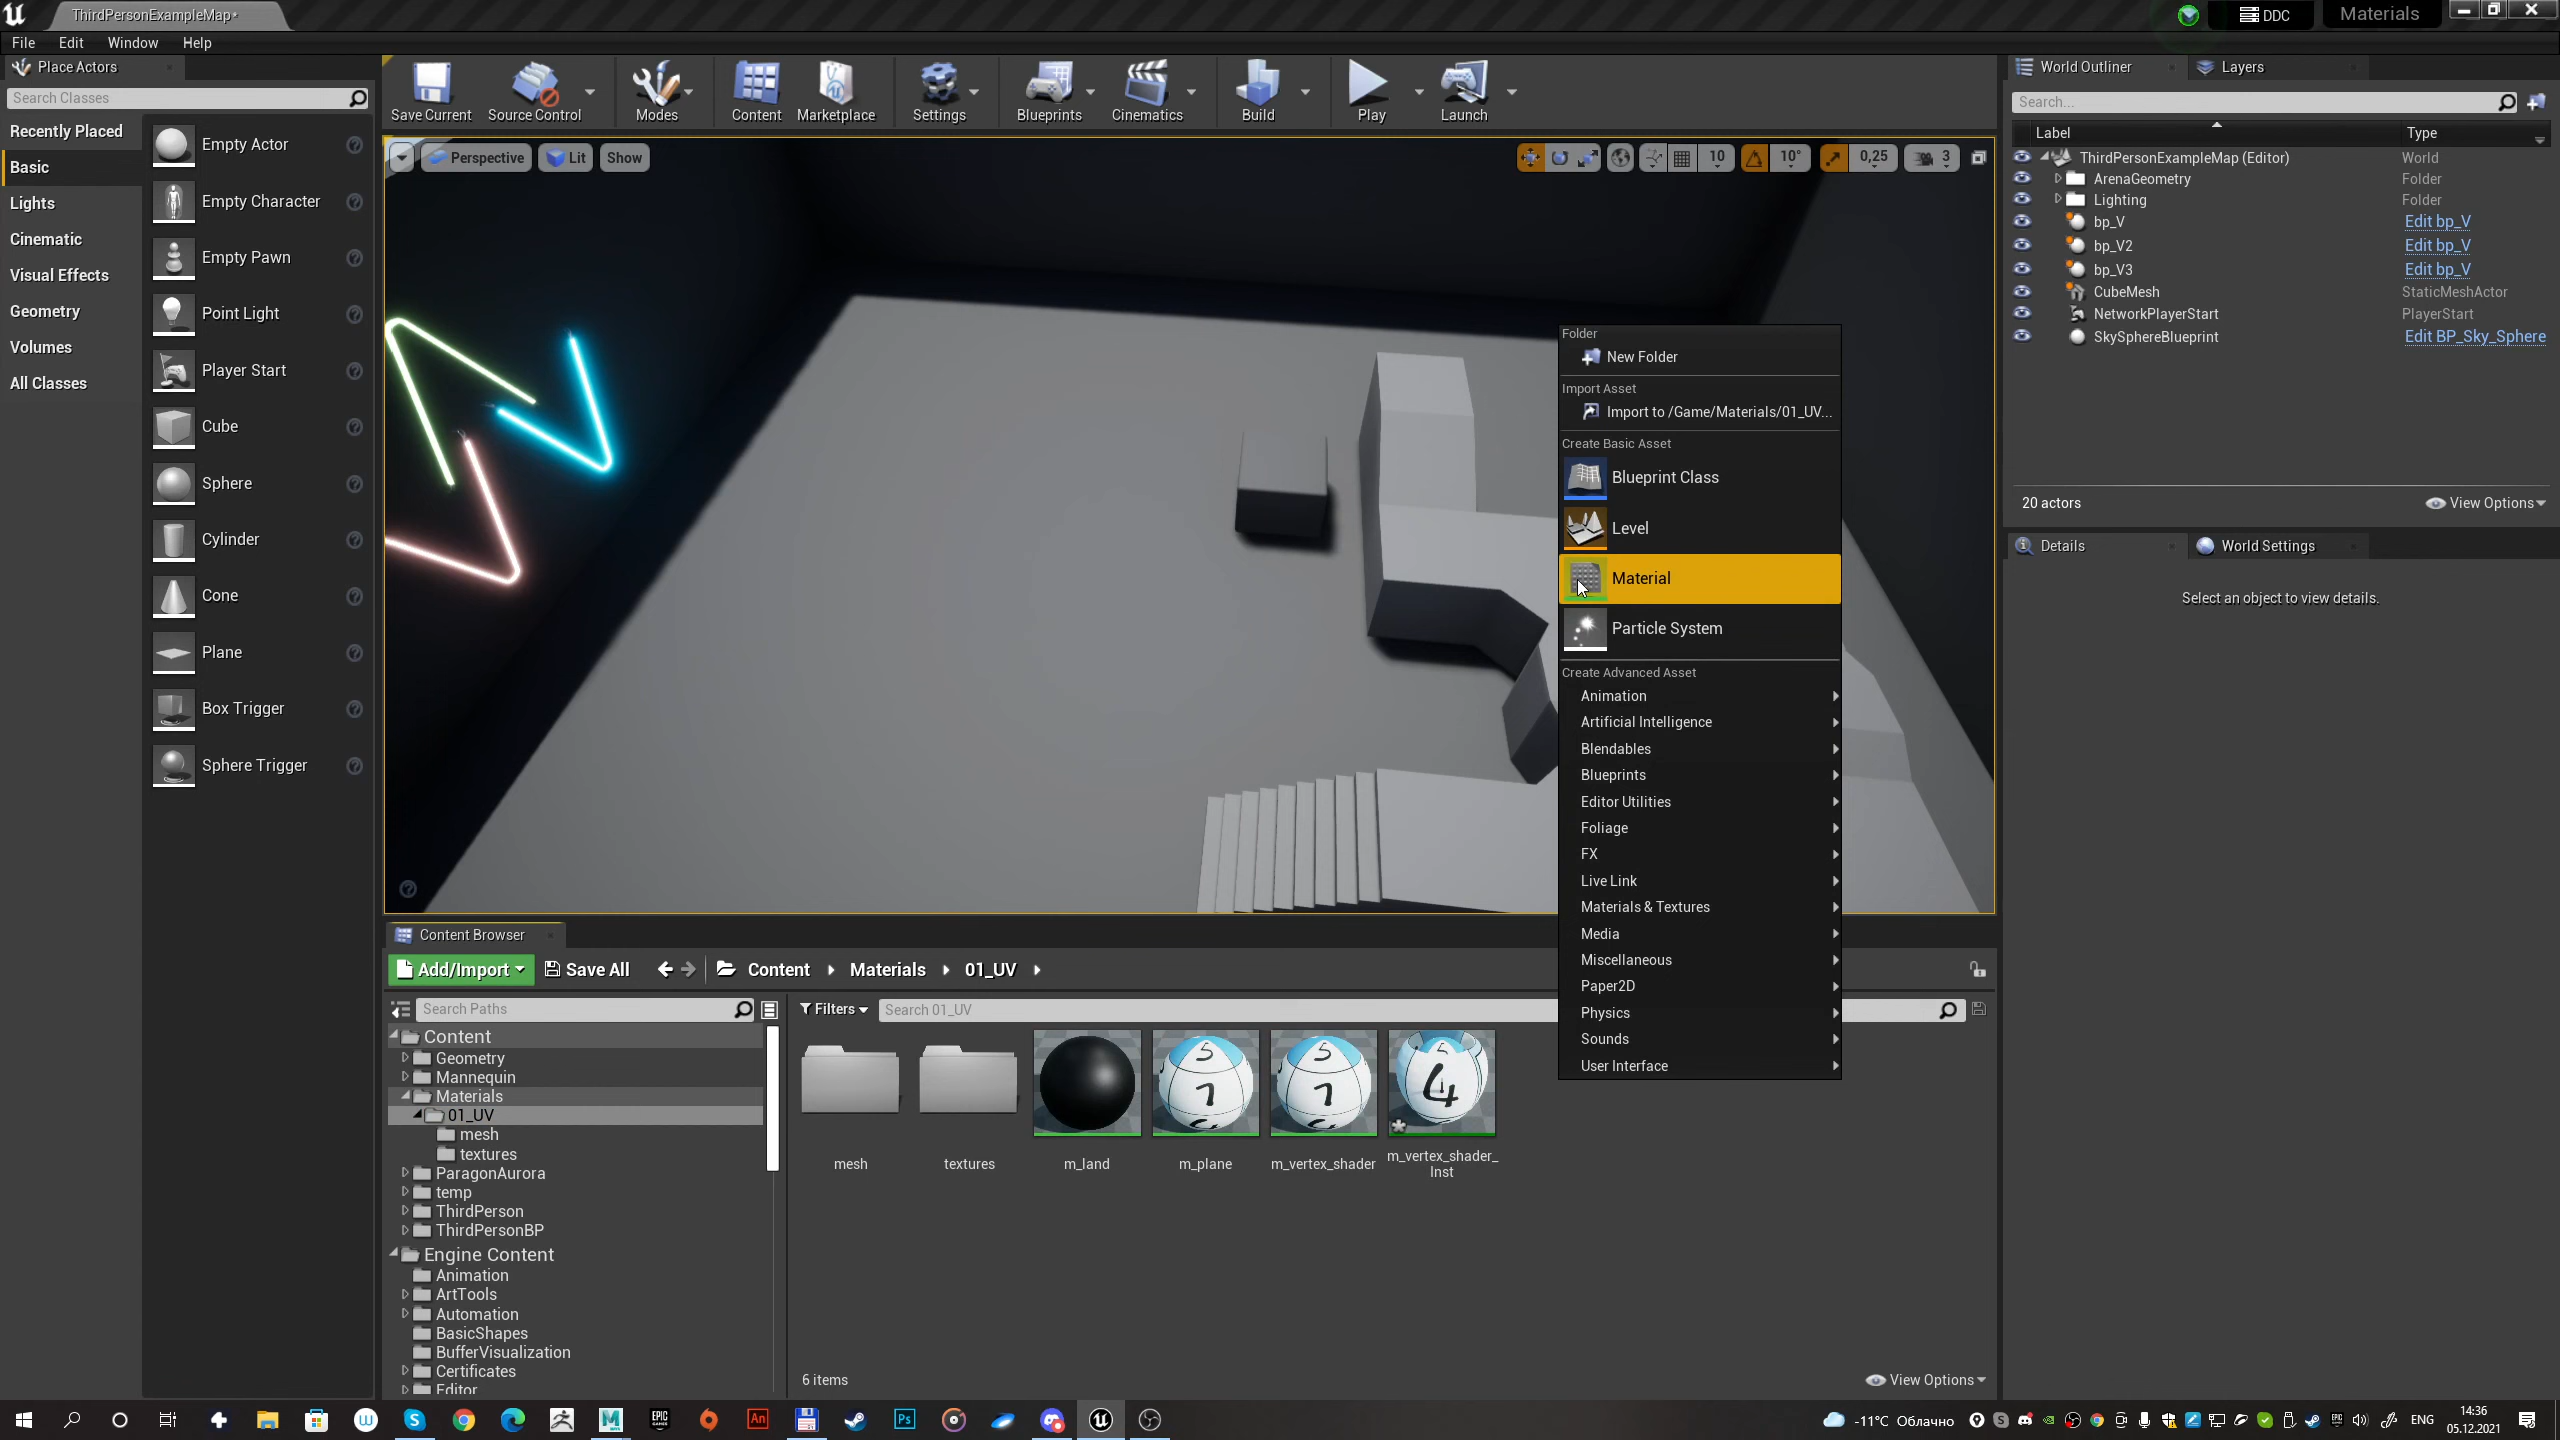 ThirdPersonExampleMap*
DDC
Materials
File Edit Window Help
Place Actors
Search Classes
Recently Placed
Basic
Lights
Cinematic
Visual Effects
Geometry
Volumes
All Classes
Empty Actor
Empty Character
Empty Pawn
Point Light
Player Start
Cube
Sphere
Cylinder
Cone
Plane
Box Trigger
Sphere Trigger
Save Current Source Control Modes Content Marketplace Settings Blueprints Cinematics Build Play Launch
Perspective Lit Show
10 10° 0,25 3
Folder
New Folder
Import Asset
Import to /Game/Materials/01_UV...
Create Basic Asset
Blueprint Class
Level
Material
Particle System
Create Advanced Asset
Animation
Artificial Intelligence
Blendables
Blueprints
Editor Utilities
Foliage
FX
Live Link
Materials & Textures
Media
Miscellaneous
Paper2D
Physics
Sounds
User Interface
World Outliner Layers
Search...
Label Type
ThirdPersonExampleMap (Editor) World
ArenaGeometry Folder
Lighting Folder
bp_V Edit bp_V
bp_V2 Edit bp_V
bp_V3 Edit bp_V
CubeMesh StaticMeshActor
NetworkPlayerStart PlayerStart
SkySphereBlueprint Edit BP_Sky_Sphere
20 actors View Options
Details World Settings
Select an object to view details.
Content Browser
Add/Import Save All Content Materials 01_UV
Search Paths
Filters Search 01_UV
Content
Geometry
Mannequin
Materials
01_UV
mesh
textures
ParagonAurora
temp
ThirdPerson
ThirdPersonBP
Engine Content
Animation
ArtTools
Automation
BasicShapes
BufferVisualization
Certificates
Editor
5 5
7 7 4
mesh textures m_land m_plane m_vertex_shader m_vertex_shader_
Inst
6 items View Options
EPIC
GAMES
An
Ps
-11°C Облачно
ENG
14:36
05.12.2021